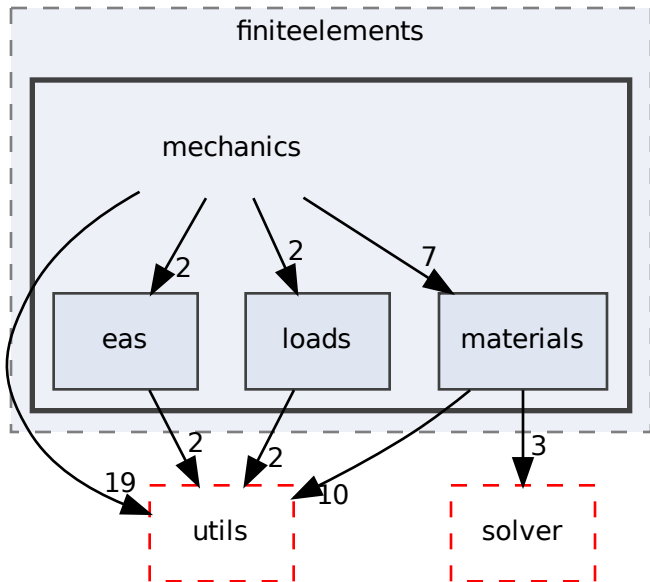 finiteelements
mechanics
2
2
7
eas
loads
materials
2
2
3
19
10
utils
solver